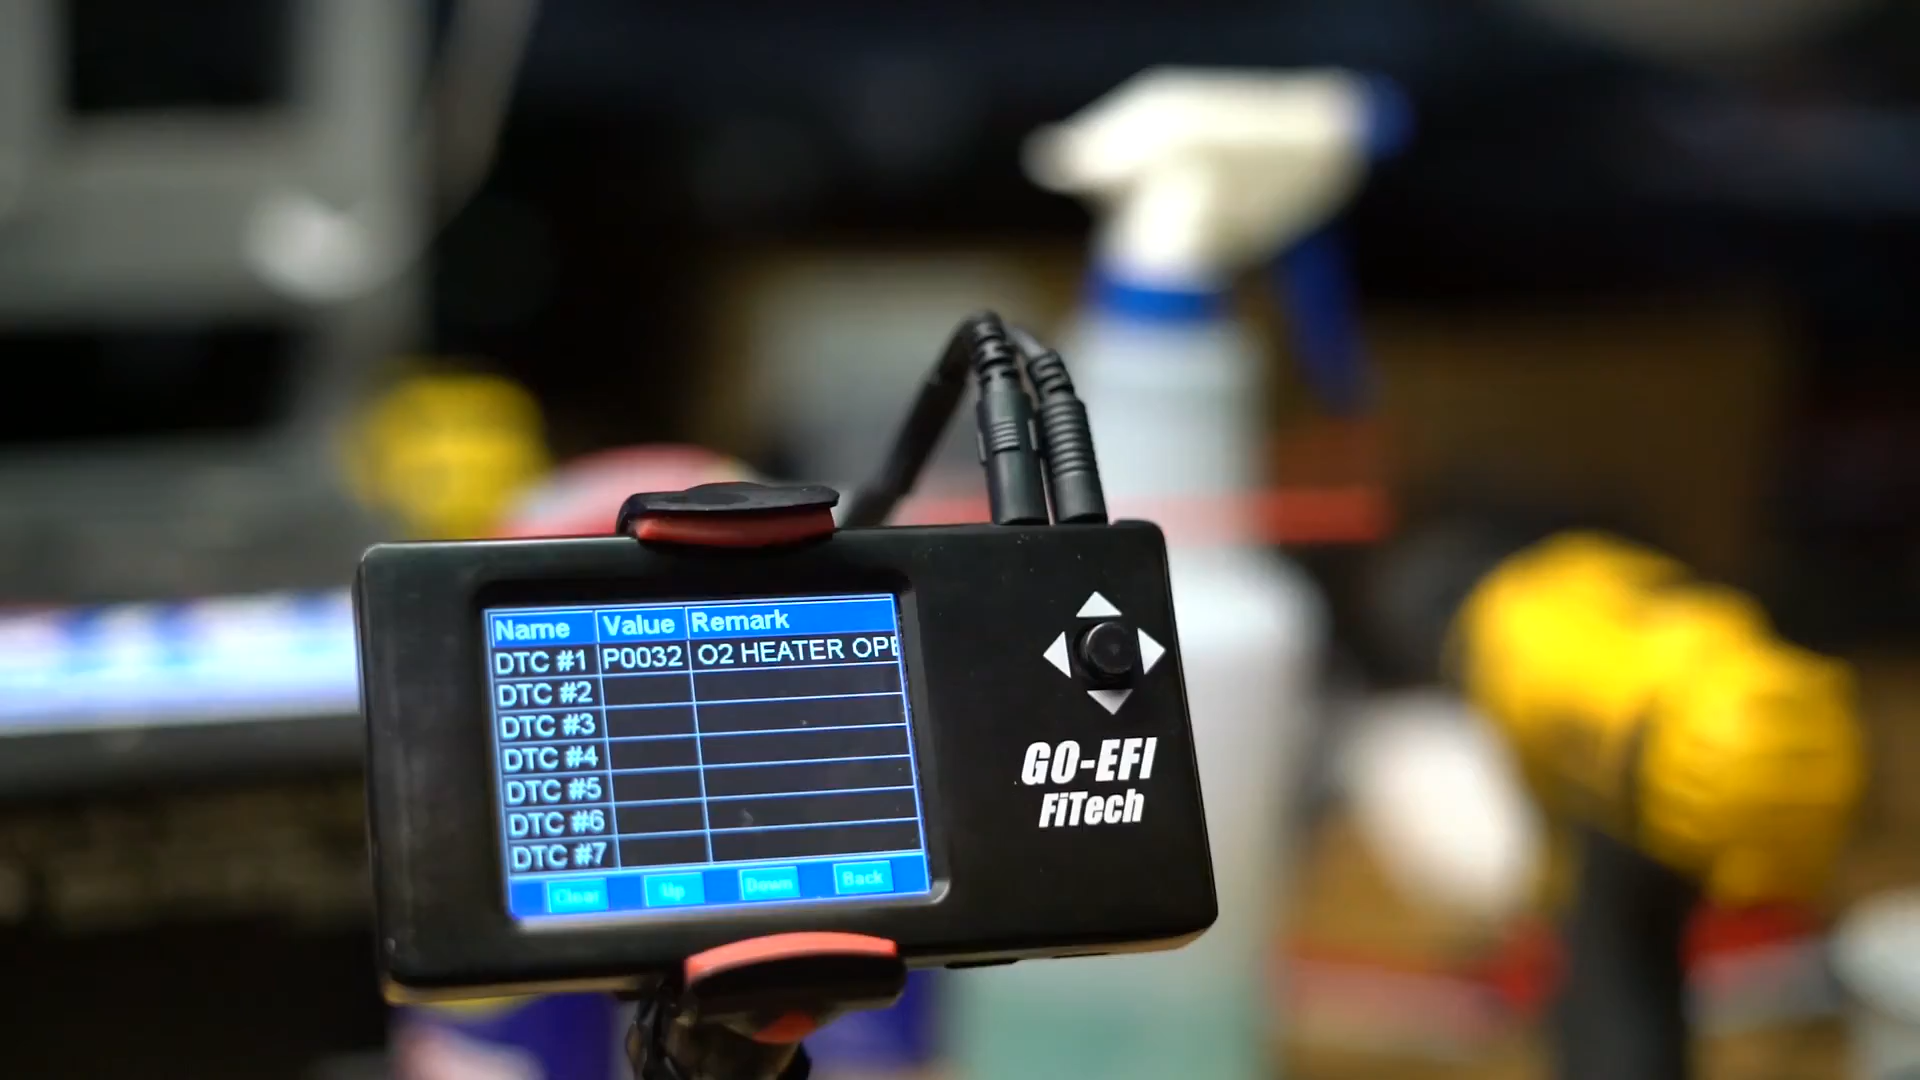 Name Value Remark
DTC #1 P0032 O2 HEATER OPE
DTC #2
DTC #3
DTC #4
DTC #5
DTC #6
DTC #7
Clear Up Down Back
GO-EFI
FiTech